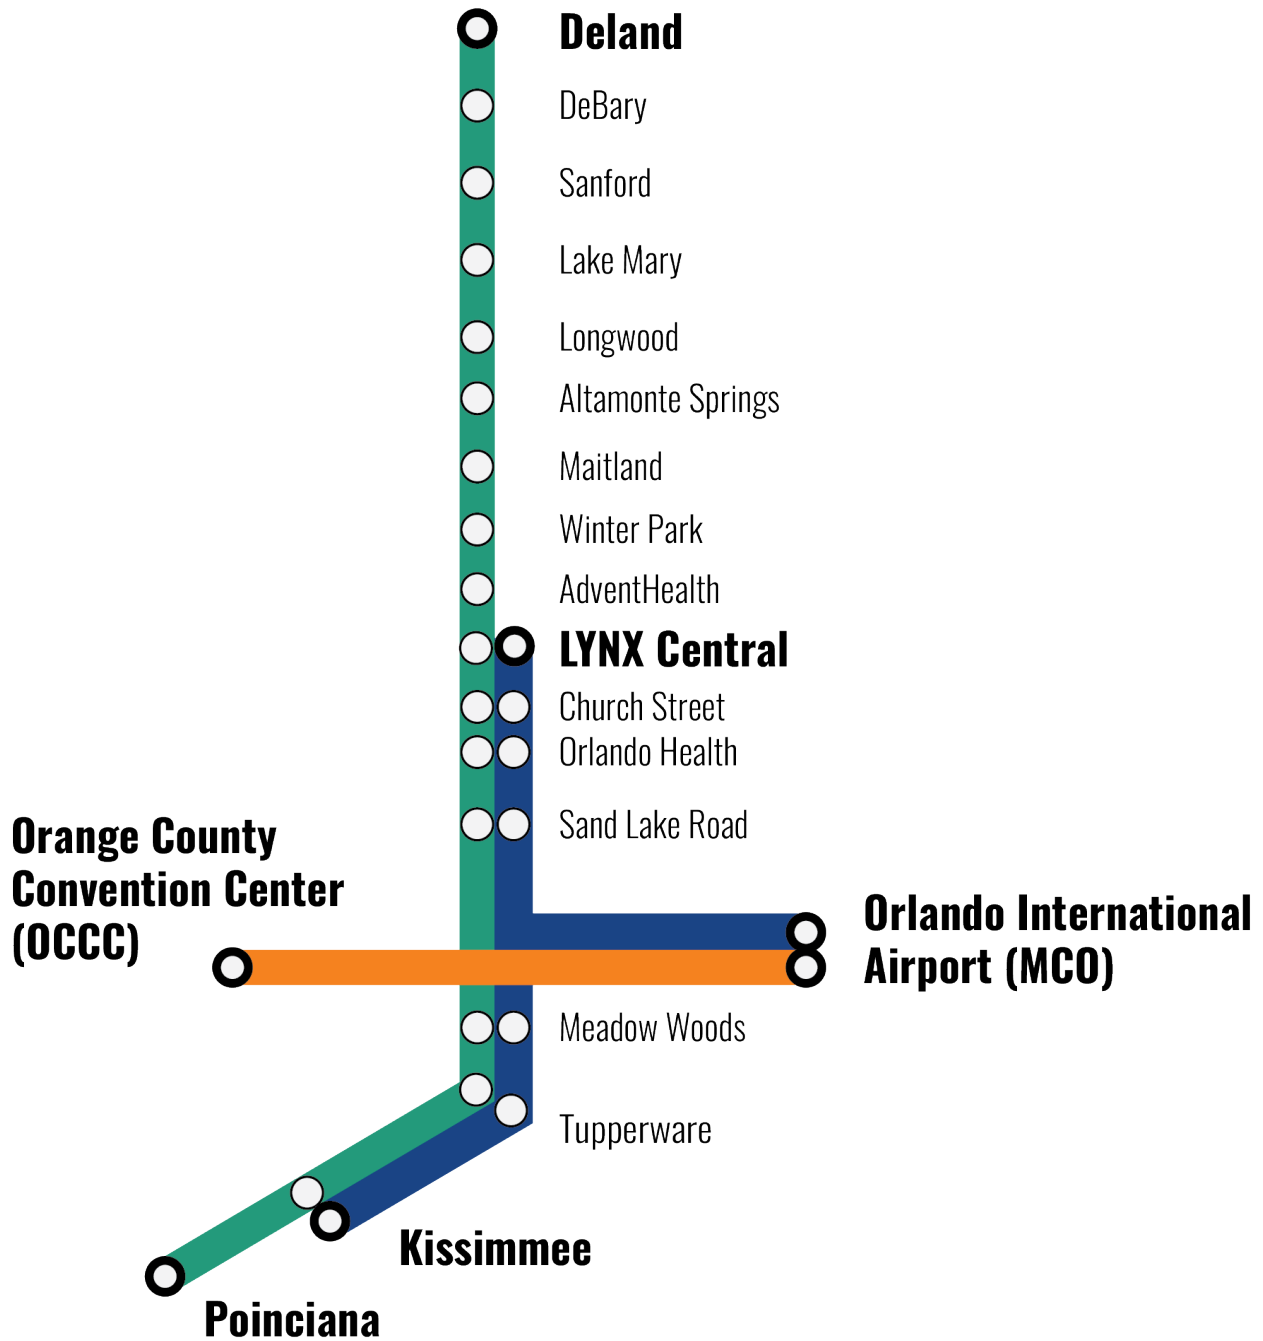 Deland
DeBary
Sanford
Lake Mary
Longwood
Altamonte Springs
Maitland
Winter Park
AdventHealth
LYNX Central
Church Street
Orlando Health
Sand Lake Road
Orange County
Convention Center
(OCCC)
Orlando International
Airport (MCO)
Meadow Woods
Tupperware
Kissimmee
Poinciana